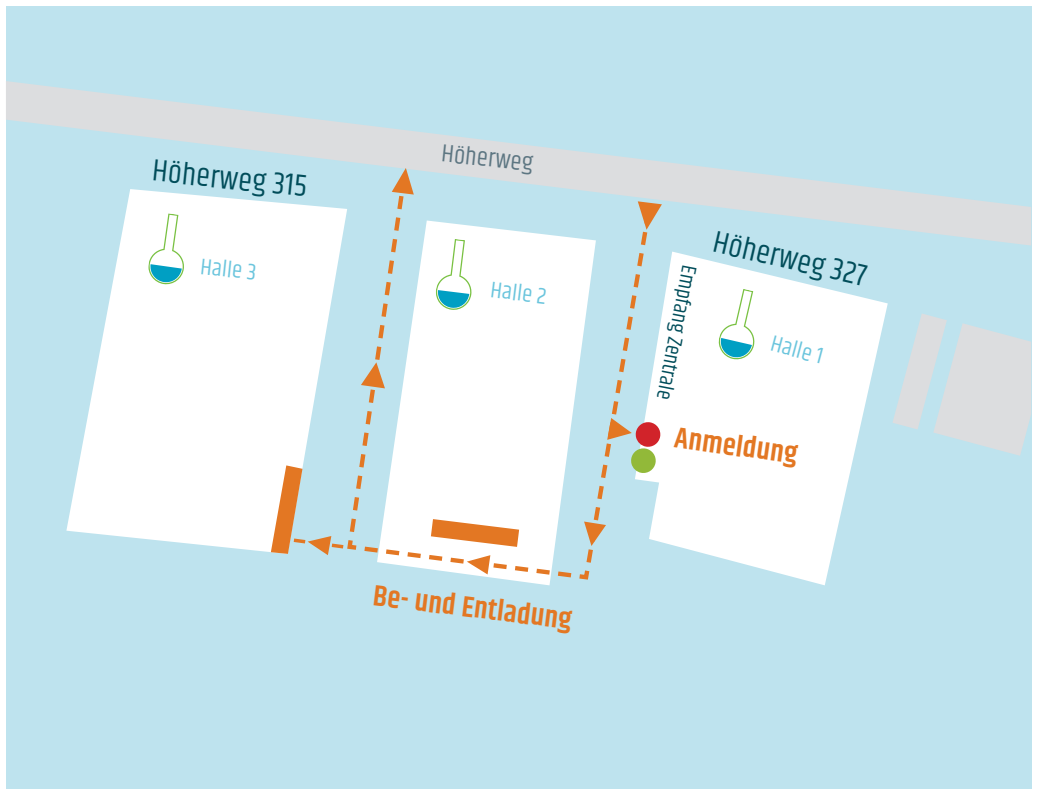 Höherweg
Höherweg 315
Höherweg 327
Halle 3
Halle 2
Halle 1
Empfang Zentrale
Anmeldung
Be- und Entladung